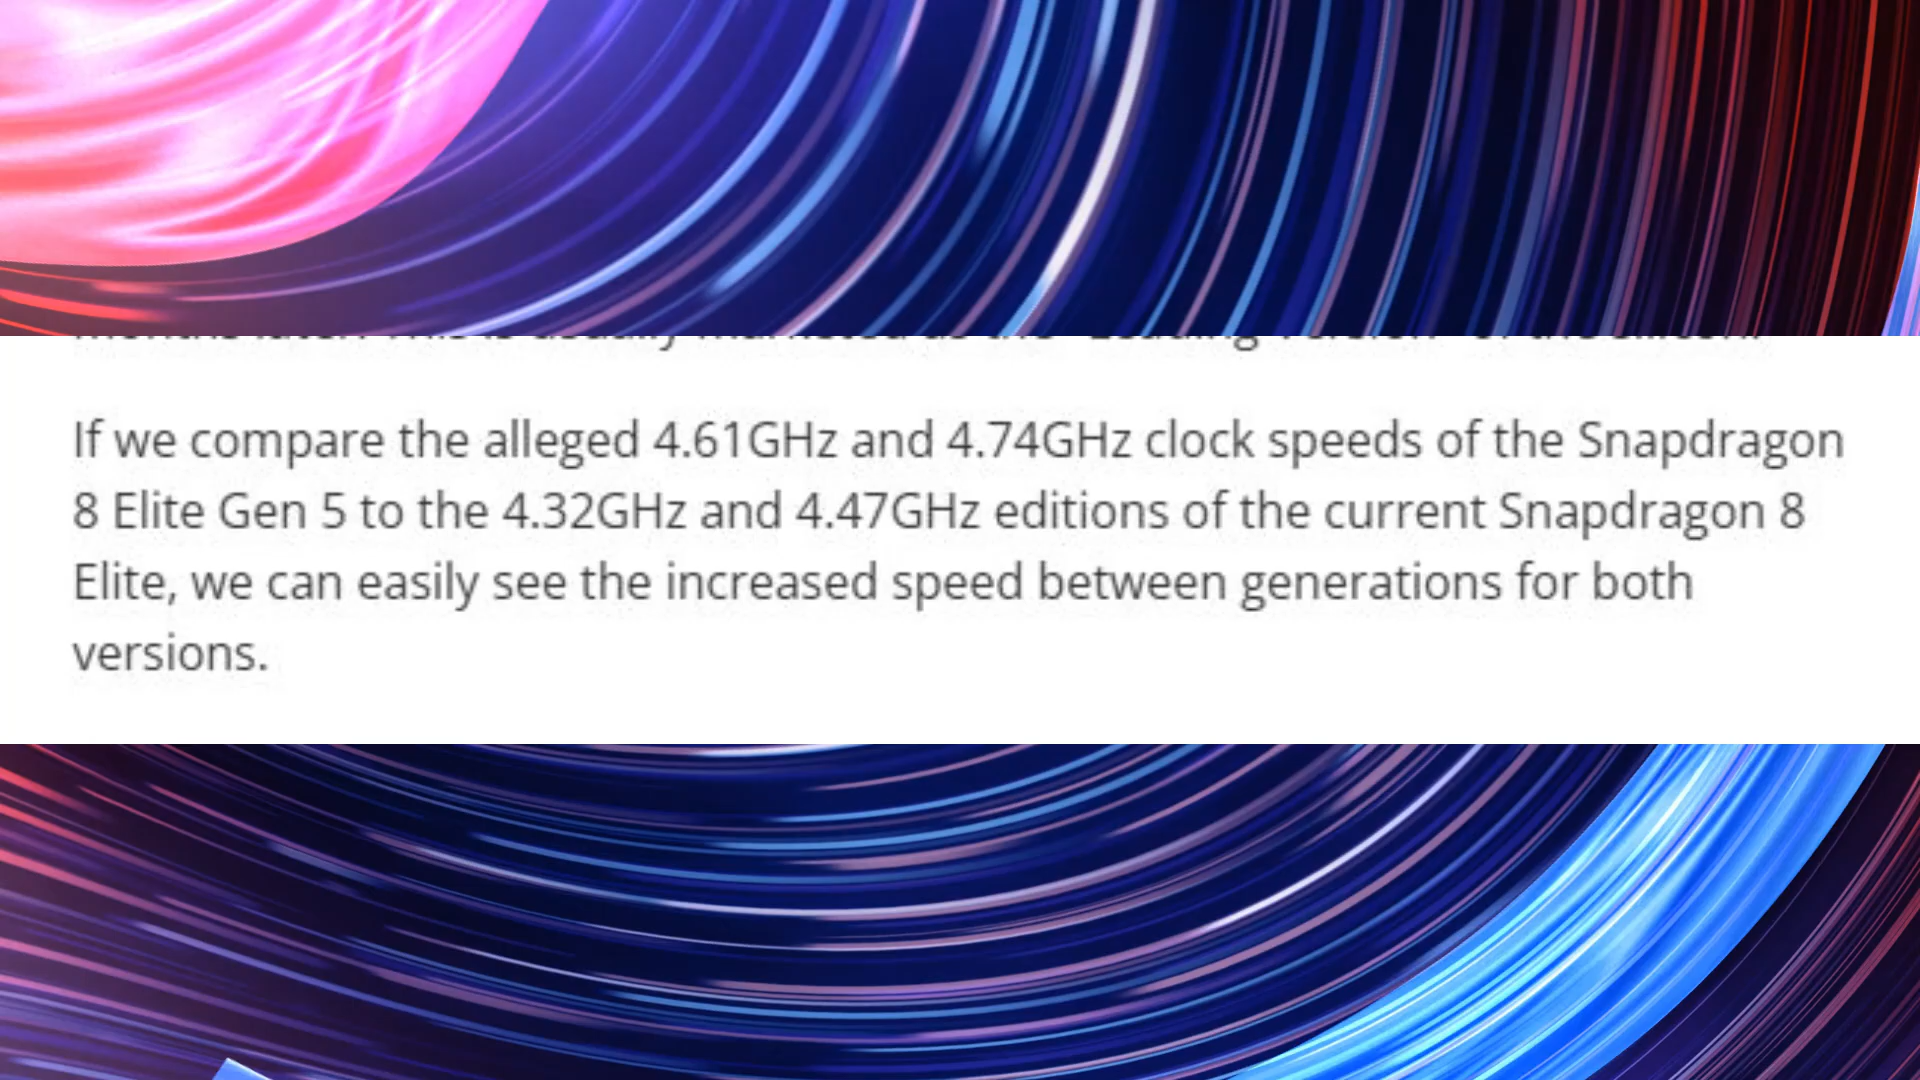 If we compare the alleged 4.61GHz and 4.74GHz clock speeds of the Snapdragon
8 Elite Gen 5 to the 4.32GHz and 4.47GHz editions of the current Snapdragon 8
Elite, we can easily see the increased speed between generations for both
versions.